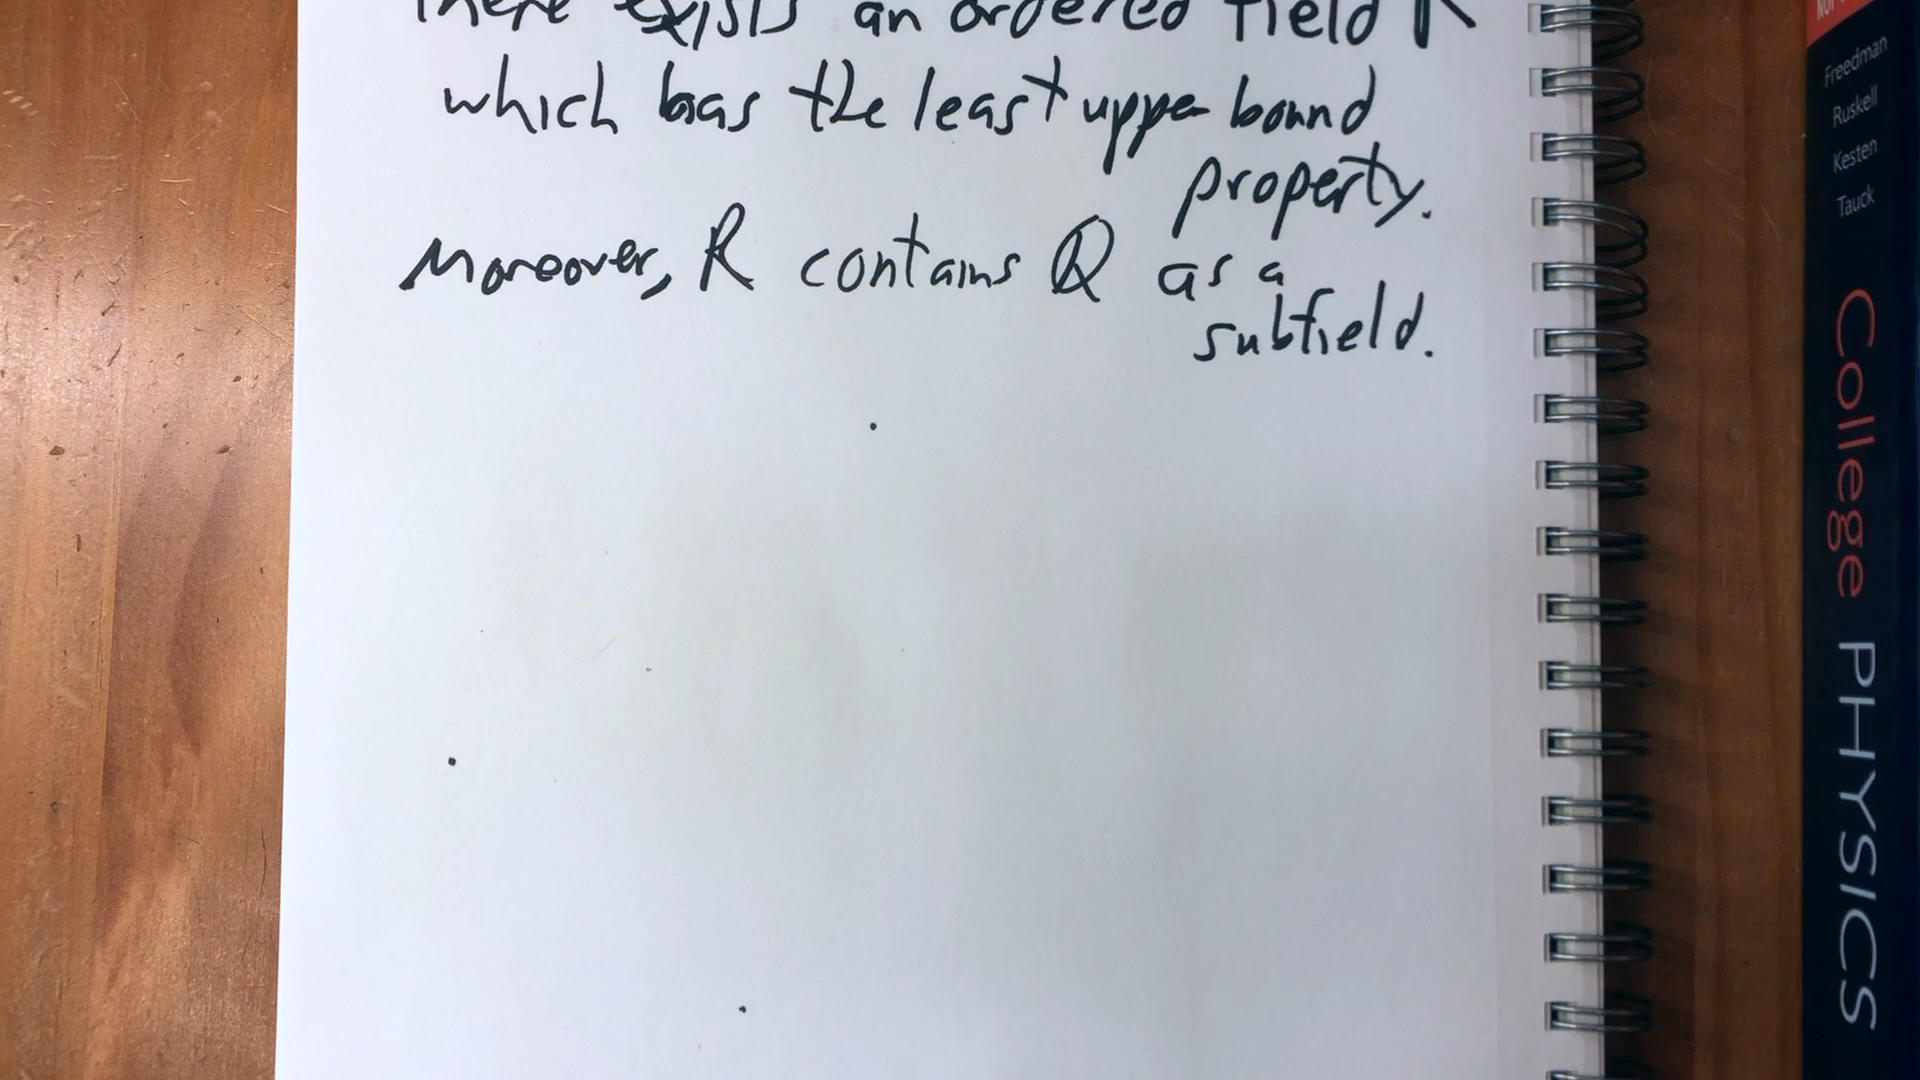 There exists an ordered field R
which has the least upper bound
property.
Moreover, R contains Q as a
subfield.
Freedman
Ruskell
Kesten
Tauck
College PHYSICS